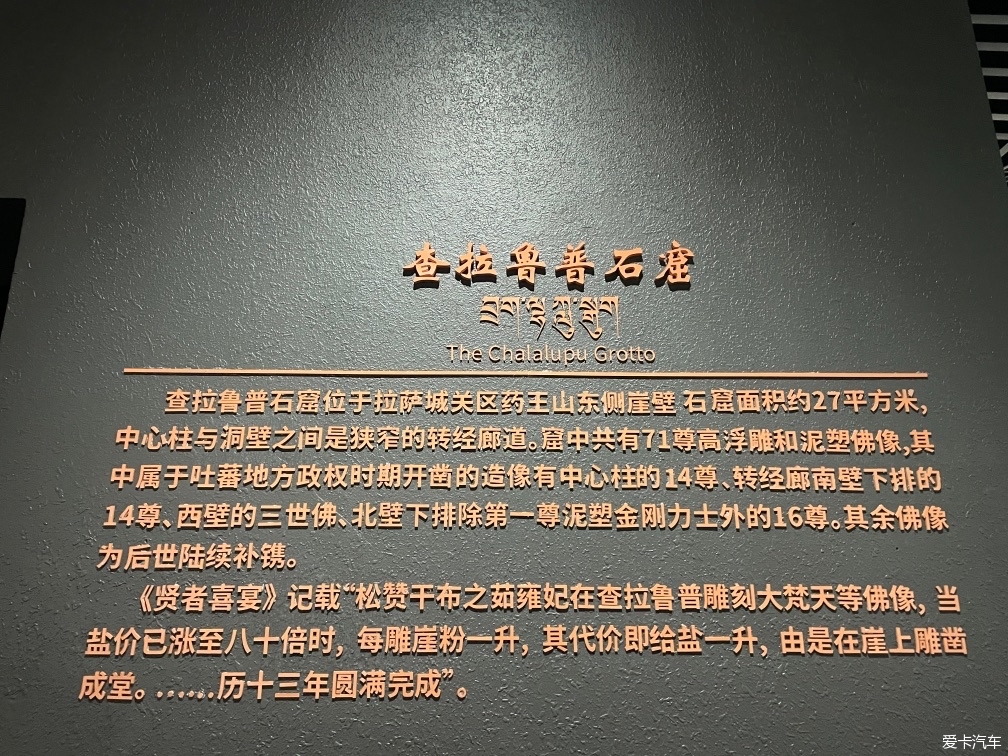 查拉鲁普石窟
བྲག་ལྷ་ཀླུ་ཕུག
The Chalalupu Grotto
查拉鲁普石窟位于拉萨城关区药王山东侧崖壁 石窟面积约27平方米,
中心柱与洞壁之间是狭窄的转经廊道。窟中共有71尊高浮雕和泥塑佛像,其
中属于吐蕃地方政权时期开凿的造像有中心柱的14尊、转经廊南壁下排的
14尊、西壁的三世佛、北壁下排除第一尊泥塑金刚力士外的16尊。其余佛像
为后世陆续补镌。
《贤者喜宴》记载“松赞干布之茹雍妃在查拉鲁普雕刻大梵天等佛像, 当
盐价已涨至八十倍时, 每雕崖粉一升, 其代价即给盐一升, 由是在崖上雕凿
成堂。……历十三年圆满完成”。
爱卡汽车